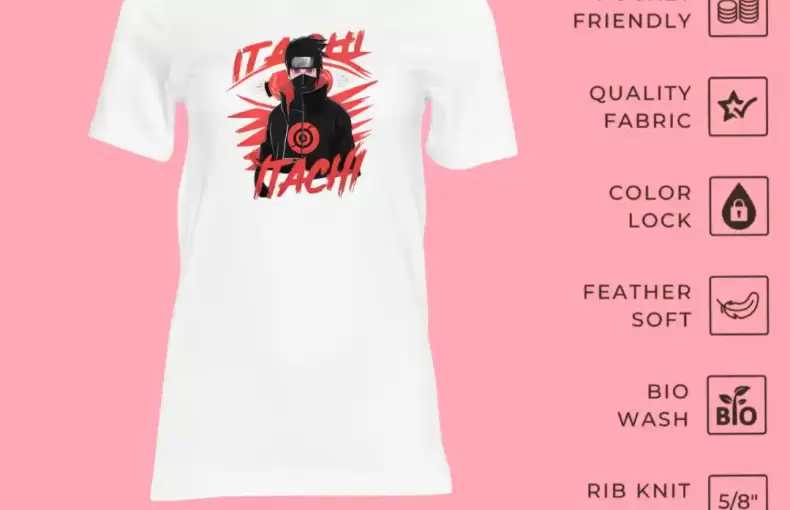 ITACHI
ITACHI
FRIENDLY
QUALITY
FABRIC
COLOR
LOCK
FEATHER
SOFT
BIO
WASH
BIO
RIB KNIT
5/8"